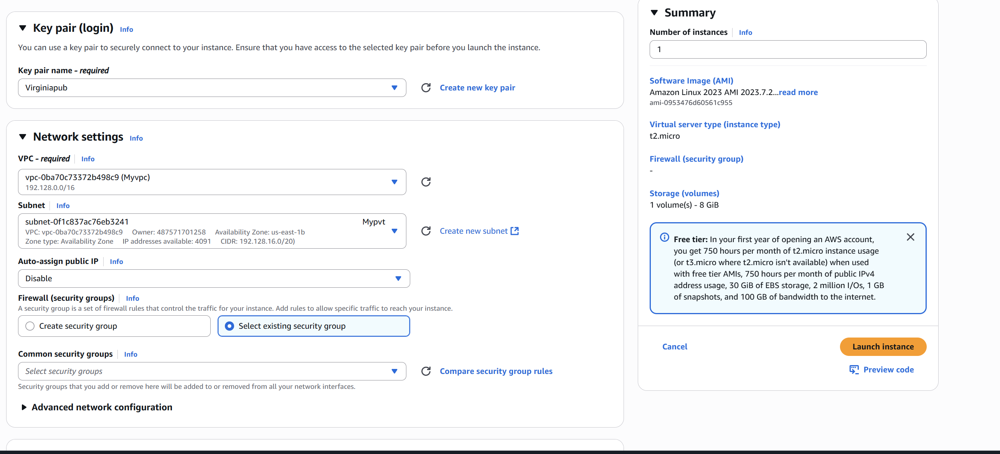 Key pair (login) Info
You can use a key pair to securely connect to your instance. Ensure that you have access to the selected key pair before you launch the instance.
Key pair name - required
Virginiapub
Create new key pair
Network settings Info
VPC - required Info
vpc-0ba70c73372b498c9 (Myvpc)
192.128.0.0/16
Subnet Info
subnet-0f1c837ac76eb3241 Mypvt
VPC: vpc-0ba70c73372b498c9 Owner: 487571701258 Availability Zone: us-east-1b
Zone type: Availability Zone IP addresses available: 4091 CIDR: 192.128.16.0/20)
Create new subnet
Auto-assign public IP Info
Disable
Firewall (security groups) Info
A security group is a set of firewall rules that control the traffic for your instance. Add rules to allow specific traffic to reach your instance.
Create security group
Select existing security group
Common security groups Info
Select security groups
Compare security group rules
Security groups that you add or remove here will be added to or removed from all your network interfaces.
Advanced network configuration
Summary
Number of instances Info
1
Software Image (AMI)
Amazon Linux 2023 AMI 2023.7.2...read more
ami-0953476d60561c955
Virtual server type (instance type)
t2.micro
Firewall (security group)
-
Storage (volumes)
1 volume(s) - 8 GiB
Free tier: In your first year of opening an AWS account,
you get 750 hours per month of t2.micro instance usage
(or t3.micro where t2.micro isn't available) when used
with free tier AMIs, 750 hours per month of public IPv4
address usage, 30 GiB of EBS storage, 2 million I/Os, 1 GB
of snapshots, and 100 GB of bandwidth to the internet.
Cancel
Launch instance
Preview code